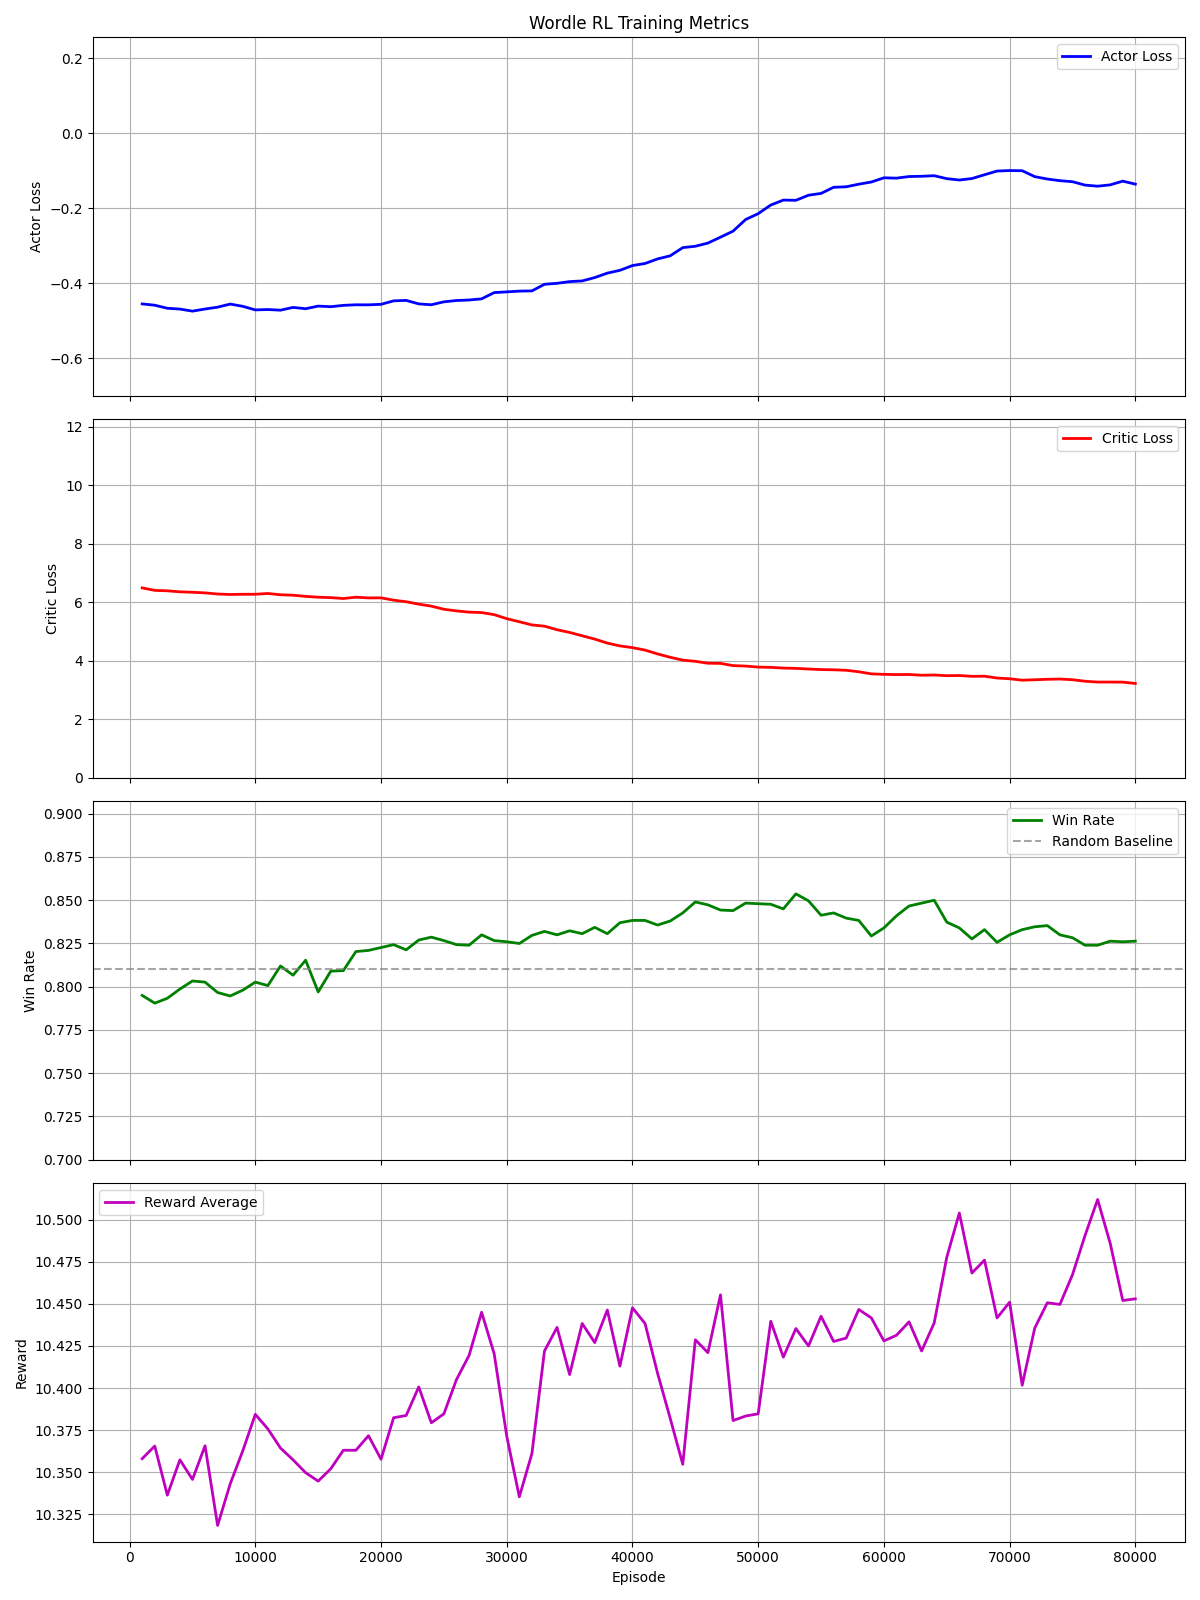 Wordle RL Training Metrics
Actor Loss
0.2
0.0
−0.2
−0.4
−0.6
Actor Loss
Critic Loss
12
10
8
6
4
2
0
Critic Loss
Win Rate
Random Baseline
0.900
0.875
0.850
0.825
0.800
0.775
0.750
0.725
0.700
Win Rate
Reward Average
10.500
10.475
10.450
10.425
10.400
10.375
10.350
10.325
Reward
0 10000 20000 30000 40000 50000 60000 70000 80000
Episode